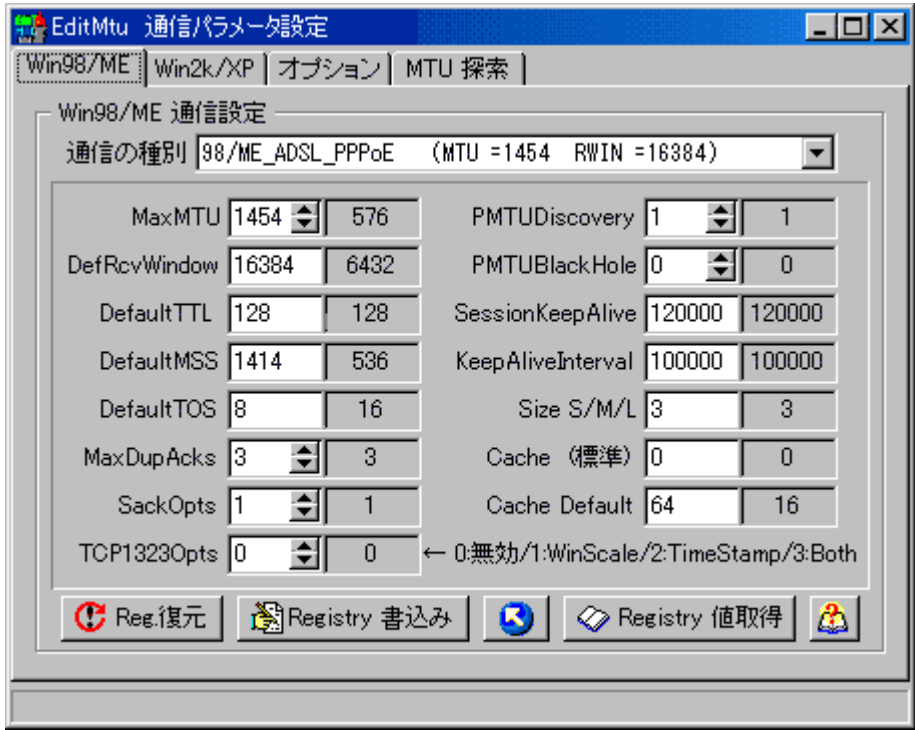 EditMtu 通信パラメータ設定
Win98/ME Win2k/XP オプション MTU 探索
Win98/ME 通信設定
通信の種別 98/ME_ADSL_PPPoE (MTU =1454 RWIN =16384)
MaxMTU 1454 576 PMTUDiscovery 1 1
DefRcvWindow 16384 6432 PMTUBlackHole 0 0
DefaultTTL 128 128 SessionKeepAlive 120000 120000
DefaultMSS 1414 536 KeepAliveInterval 100000 100000
DefaultTOS 8 16 Size S/M/L 3 3
MaxDupAcks 3 3 Cache (標準) 0 0
SackOpts 1 1 Cache Default 64 16
TCP1323Opts 0 0 ← 0:無効/1:WinScale/2:TimeStamp/3:Both
Reg.復元 Registry 書込み Registry 値取得